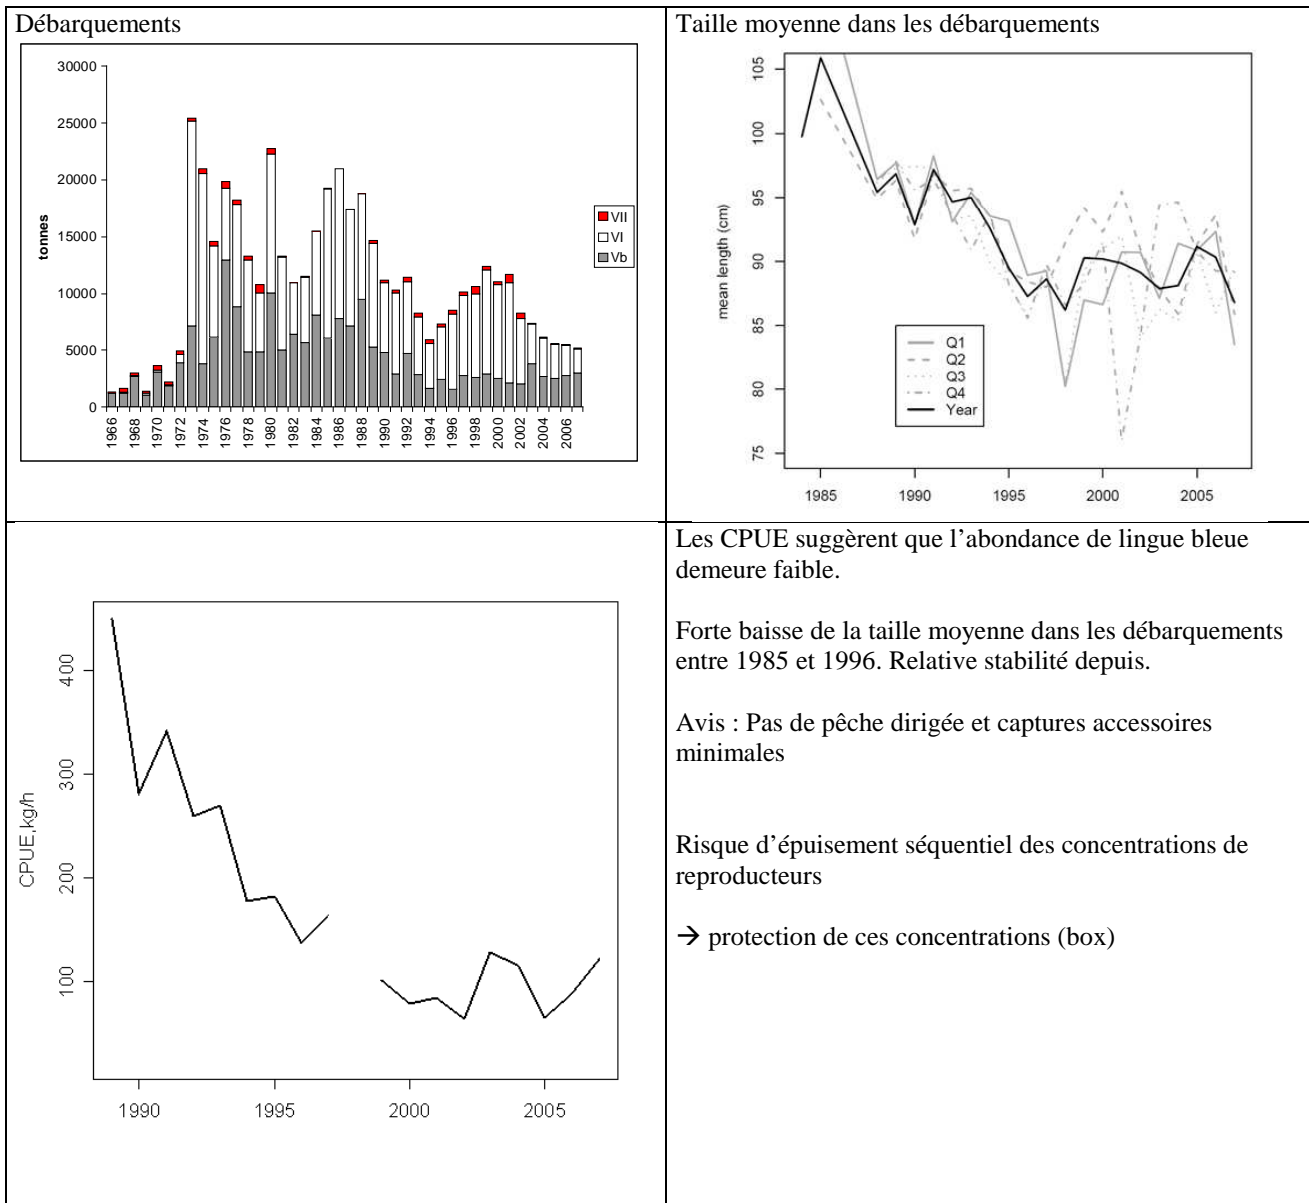 Débarquements
30000
25000
20000
15000
10000
5000
0
tonnes
1966
1968
1970
1972
1974
1976
1978
1980
1982
1984
1986
1988
1990
1992
1994
1996
1998
2000
2002
2004
2006
VII
VI
Vb
Taille moyenne dans les débarquements
105
100
95
90
85
80
75
mean length (cm)
Q1
Q2
Q3
Q4
Year
1985
1990
1995
2000
2005
400
300
200
100
CPUE,kg/h
1990
1995
2000
2005
Les CPUE suggèrent que l’abondance de lingue bleue
demeure faible.
Forte baisse de la taille moyenne dans les débarquements
entre 1985 et 1996. Relative stabilité depuis.
Avis : Pas de pêche dirigée et captures accessoires
minimales
Risque d’épuisement séquentiel des concentrations de
reproducteurs
→ protection de ces concentrations (box)